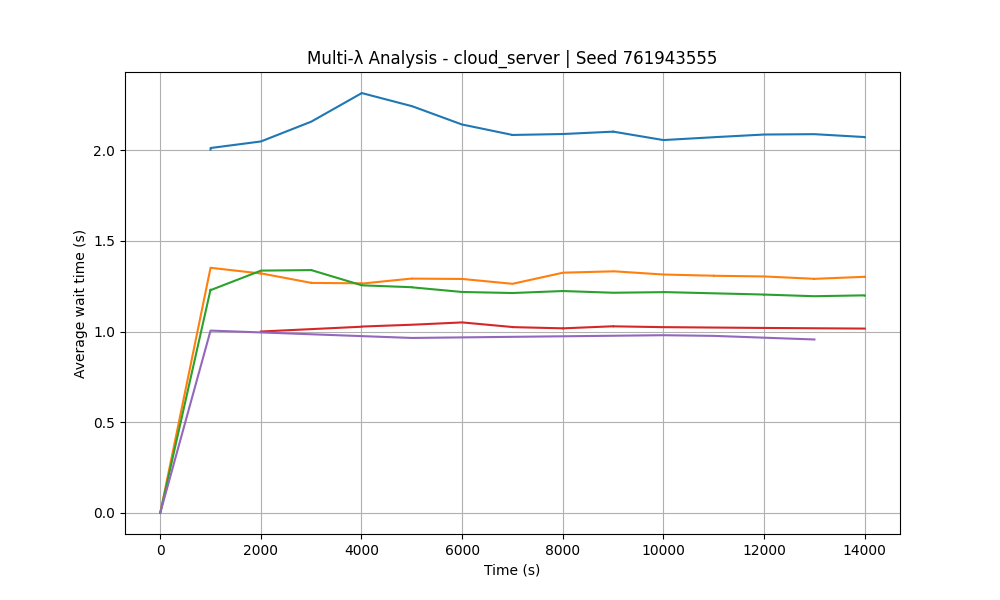 Multi-λ Analysis - cloud_server | Seed 761943555
Average wait time (s)
2.0
1.5
1.0
0.5
0.0
0 2000 4000 6000 8000 10000 12000 14000
Time (s)